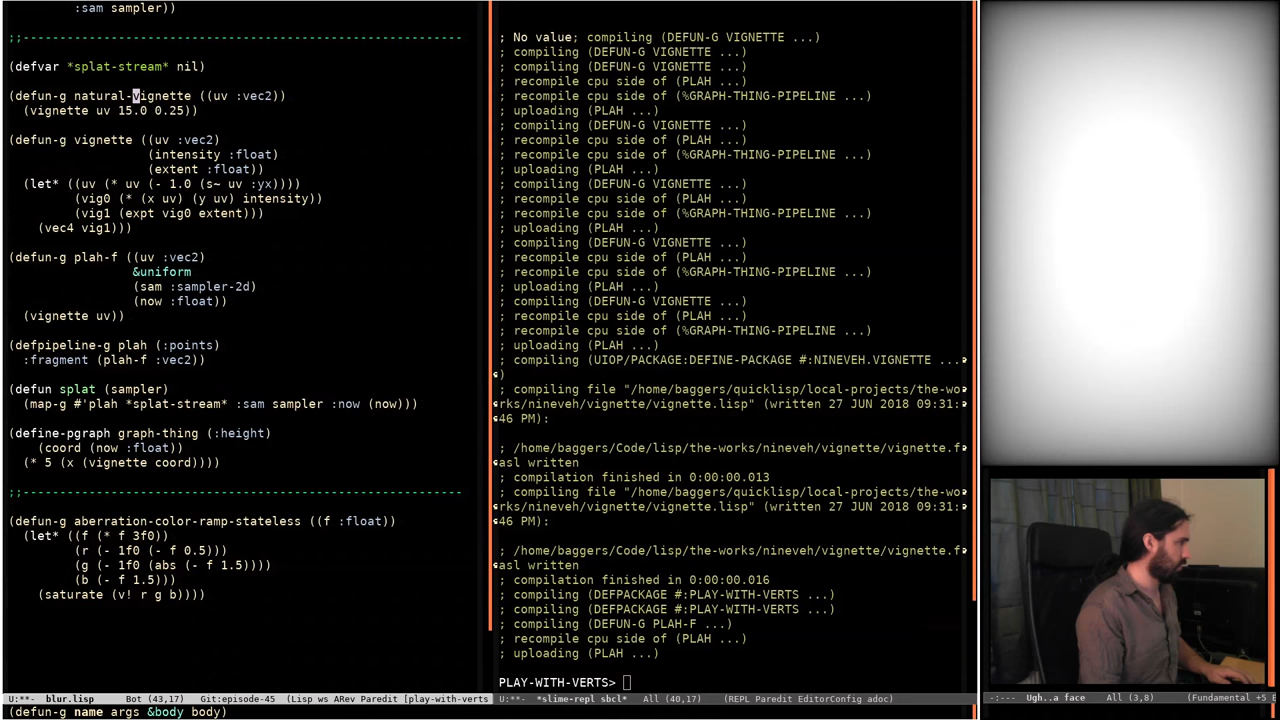 :sam sampler))
;;-----------------------------------------------------------
(defvar *splat-stream* nil)
(defun-g natural-vignette ((uv :vec2))
(vignette uv 15.0 0.25))
(defun-g vignette ((uv :vec2)
(intensity :float)
(extent :float))
(let* ((uv (* uv (- 1.0 (s~ uv :yx))))
(vig0 (* (x uv) (y uv) intensity))
(vig1 (expt vig0 extent)))
(vec4 vig1)))
(defun-g plah-f ((uv :vec2)
&uniform
(sam :sampler-2d)
(now :float))
(vignette uv))
(defpipeline-g plah (:points)
:fragment (plah-f :vec2))
(defun splat (sampler)
(map-g #'plah *splat-stream* :sam sampler :now (now)))
(define-pgraph graph-thing (:height)
(coord (now :float))
(* 5 (x (vignette coord))))
;;-----------------------------------------------------------
(defun-g aberration-color-ramp-stateless ((f :float))
(let* ((f (* f 3f0))
(r (- 1f0 (- f 0.5)))
(g (- 1f0 (abs (- f 1.5))))
(b (- f 1.5)))
(saturate (v! r g b))))
U:**-  blur.lisp      Bot (43,17)  Git:episode-45  (Lisp ws ARev Paredit [play-with-verts
(defun-g name args &body body)
; No value; compiling (DEFUN-G VIGNETTE ...)
; compiling (DEFUN-G VIGNETTE ...)
; compiling (DEFUN-G VIGNETTE ...)
; recompile cpu side of (PLAH ...)
; recompile cpu side of (%GRAPH-THING-PIPELINE ...)
; uploading (PLAH ...)
; compiling (DEFUN-G VIGNETTE ...)
; recompile cpu side of (PLAH ...)
; recompile cpu side of (%GRAPH-THING-PIPELINE ...)
; uploading (PLAH ...)
; compiling (DEFUN-G VIGNETTE ...)
; recompile cpu side of (PLAH ...)
; recompile cpu side of (%GRAPH-THING-PIPELINE ...)
; uploading (PLAH ...)
; compiling (DEFUN-G VIGNETTE ...)
; recompile cpu side of (PLAH ...)
; recompile cpu side of (%GRAPH-THING-PIPELINE ...)
; uploading (PLAH ...)
; compiling (DEFUN-G VIGNETTE ...)
; recompile cpu side of (PLAH ...)
; recompile cpu side of (%GRAPH-THING-PIPELINE ...)
; uploading (PLAH ...)
; compiling (UIOP/PACKAGE:DEFINE-PACKAGE #:NINEVEH.VIGNETTE ...
)
; compiling file "/home/baggers/quicklisp/local-projects/the-wo
rks/nineveh/vignette/vignette.lisp" (written 27 JUN 2018 09:31:
46 PM):
; /home/baggers/Code/lisp/the-works/nineveh/vignette/vignette.f
asl written
; compilation finished in 0:00:00.013
; compiling file "/home/baggers/quicklisp/local-projects/the-wo
rks/nineveh/vignette/vignette.lisp" (written 27 JUN 2018 09:31:
46 PM):
; /home/baggers/Code/lisp/the-works/nineveh/vignette/vignette.f
asl written
; compilation finished in 0:00:00.016
; compiling (DEFPACKAGE #:PLAY-WITH-VERTS ...)
; compiling (DEFPACKAGE #:PLAY-WITH-VERTS ...)
; compiling (DEFUN-G PLAH-F ...)
; recompile cpu side of (PLAH ...)
; uploading (PLAH ...)
PLAY-WITH-VERTS>
U:**-  *slime-repl sbcl*   All (40,17)     (REPL Paredit EditorConfig adoc)
-:---  Ugh..a face    All (3,8)      (Fundamental +5 E